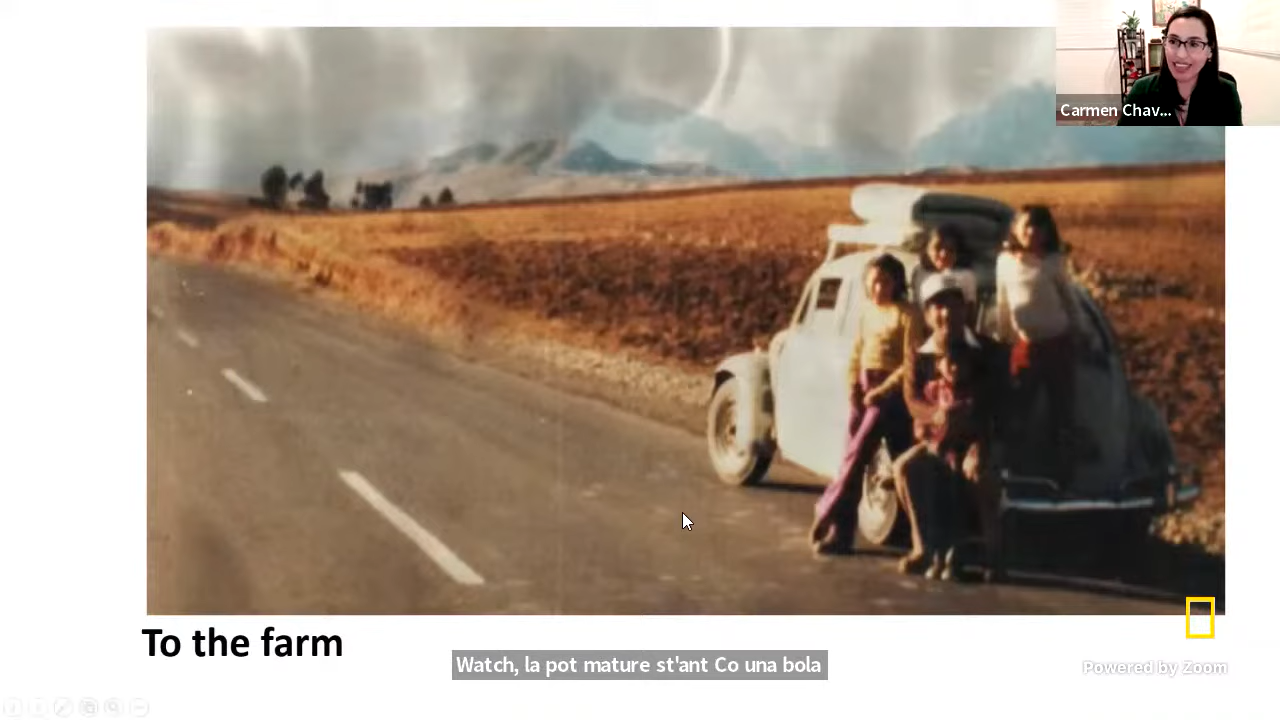 Carmen Chav...
To the farm
Watch, la pot mature st'ant Co una bola
Powered by Zoom